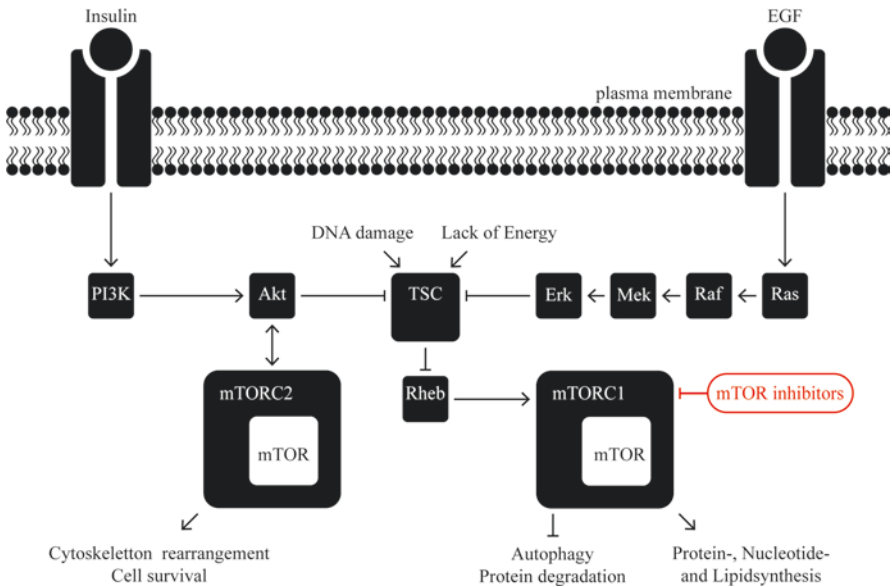 Insulin
EGF
plasma membrane
DNA damage
Lack of Energy
PI3K
Akt
TSC
Erk
Mek
Raf
Ras
mTORC2
Rheb
mTORC1
mTOR inhibitors
mTOR
mTOR
Cytoskeletton rearrangement
Cell survival
Autophagy
Protein degradation
Protein-, Nucleotide-
and Lipidsynthesis